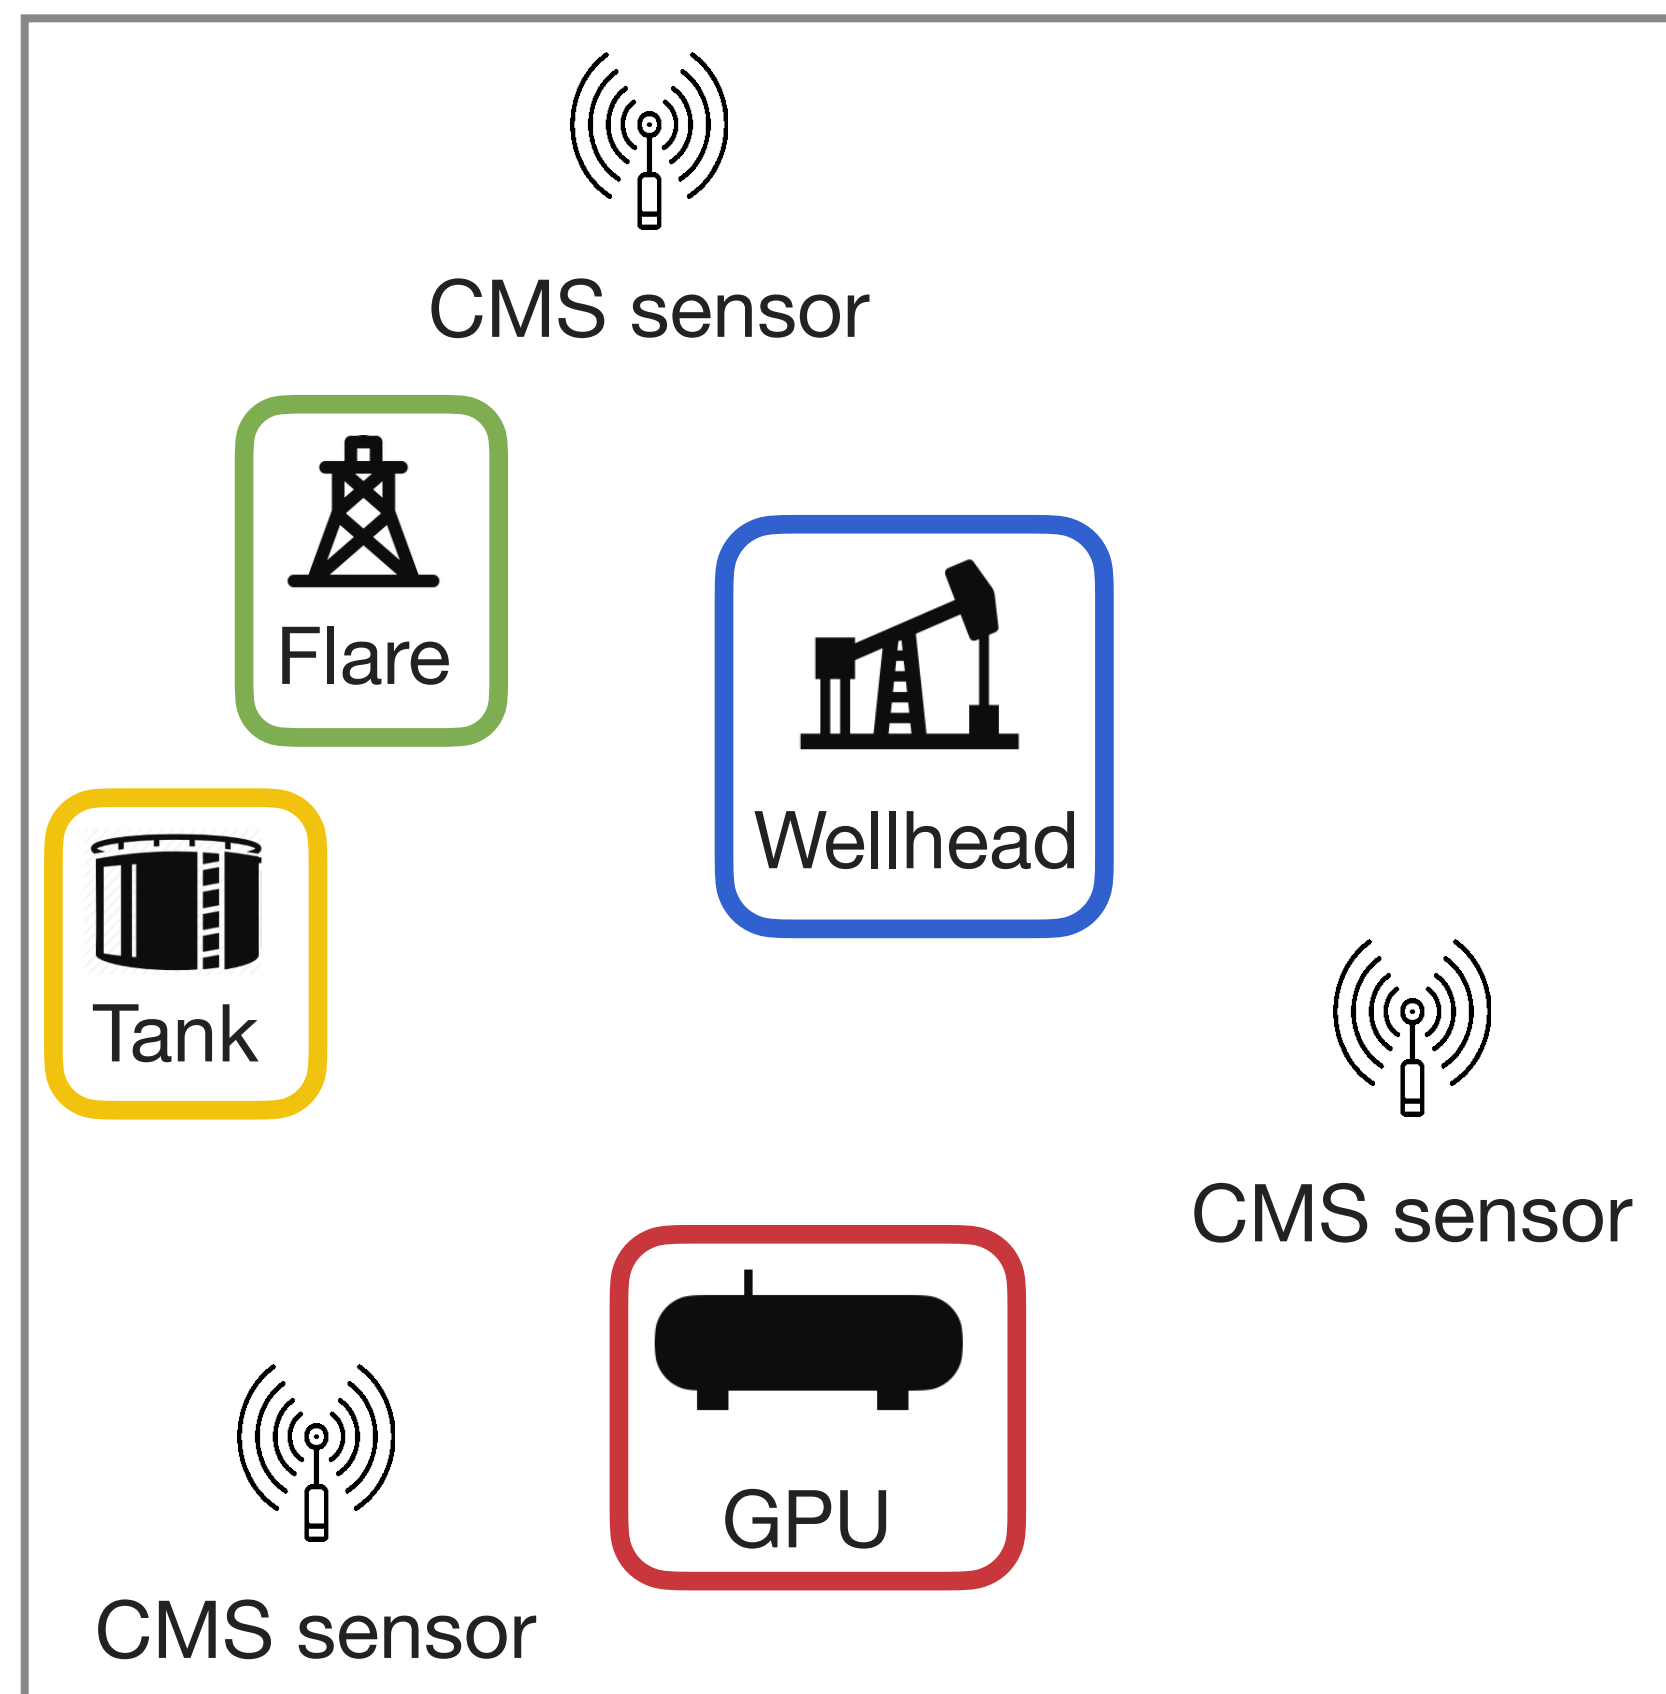 CMS sensor
Flare
Wellhead
Tank
CMS sensor
GPU
CMS sensor